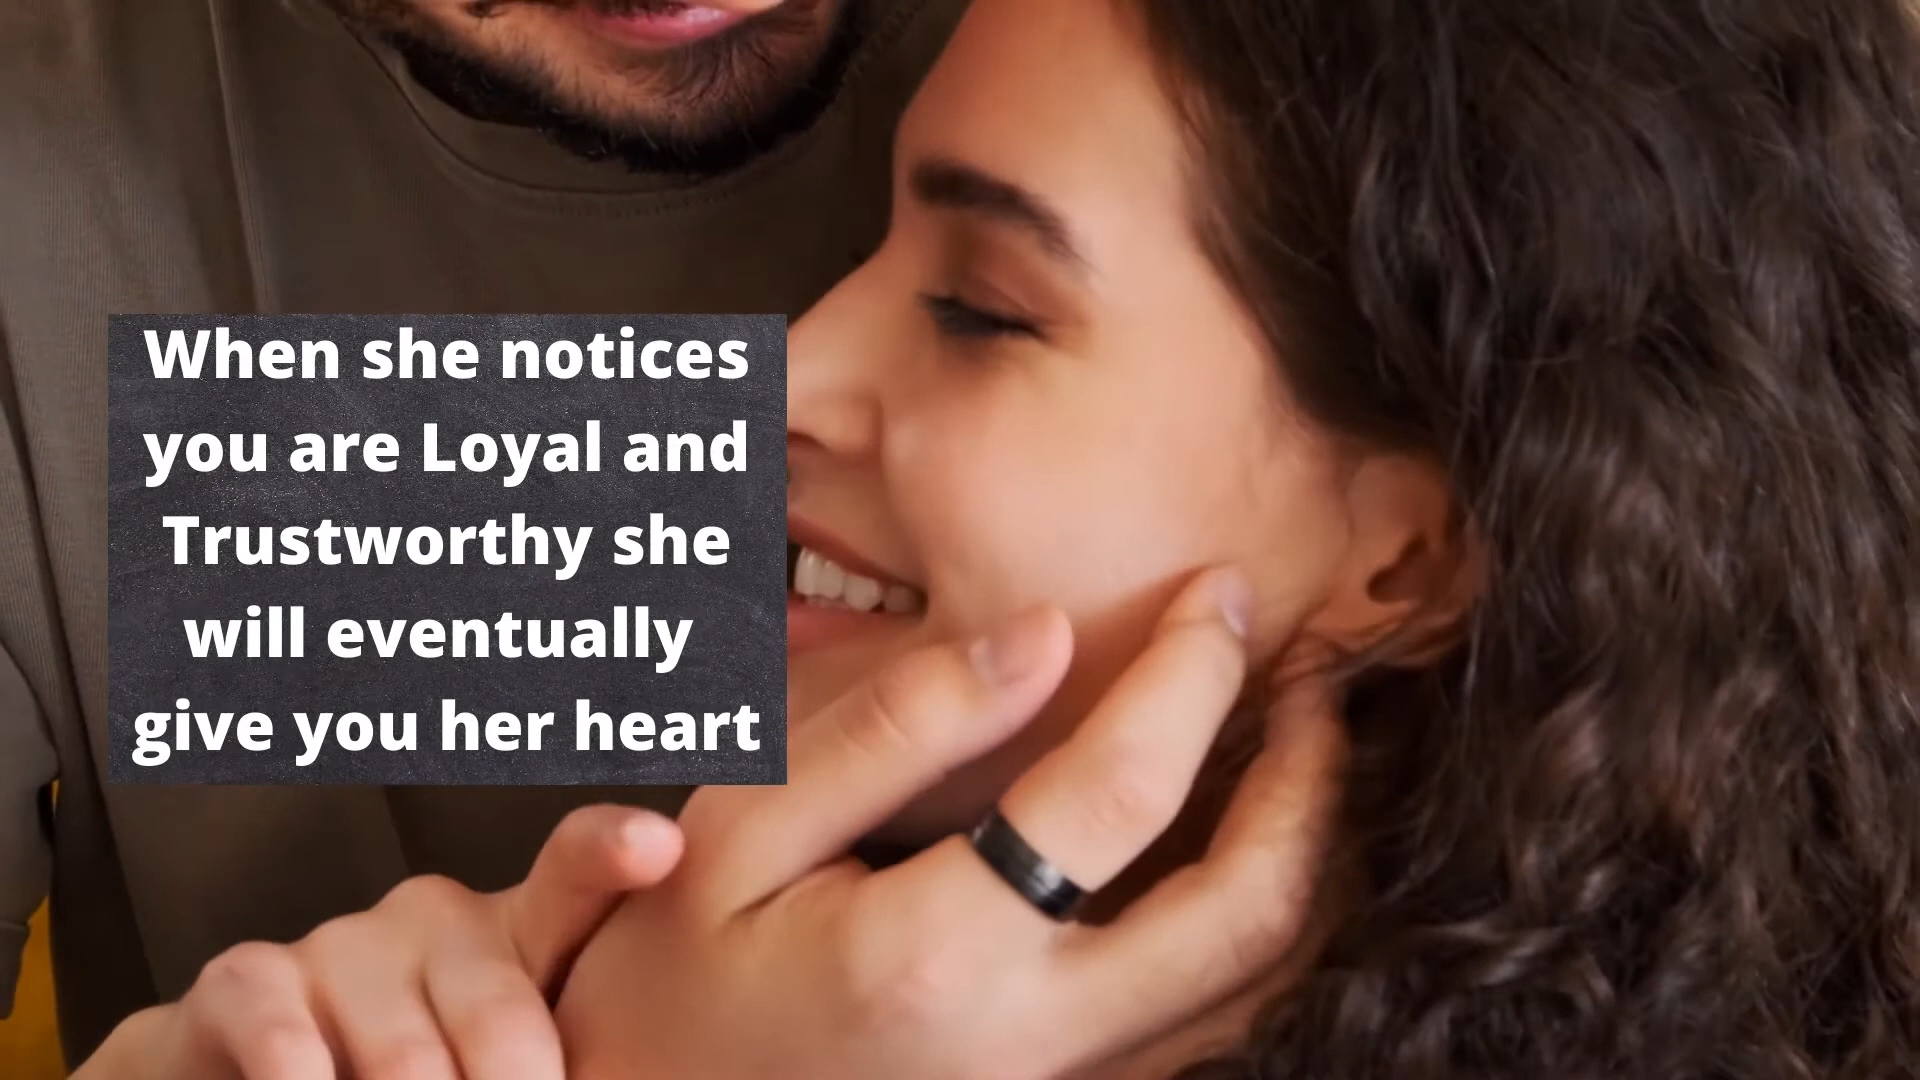 When she notices
you are Loyal and
Trustworthy she
will eventually
give you her heart